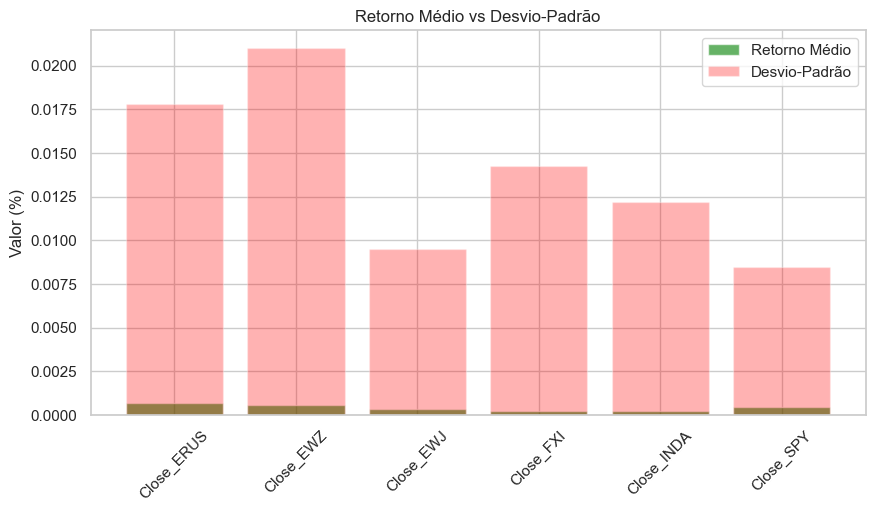 Retorno Médio vs Desvio-Padrão
Retorno Médio
Desvio-Padrão
Valor (%)
0.0200
0.0175
0.0150
0.0125
0.0100
0.0075
0.0050
0.0025
0.0000
Close_ERUS
Close_EWZ
Close_EWJ
Close_FXI
Close_INDA
Close_SPY